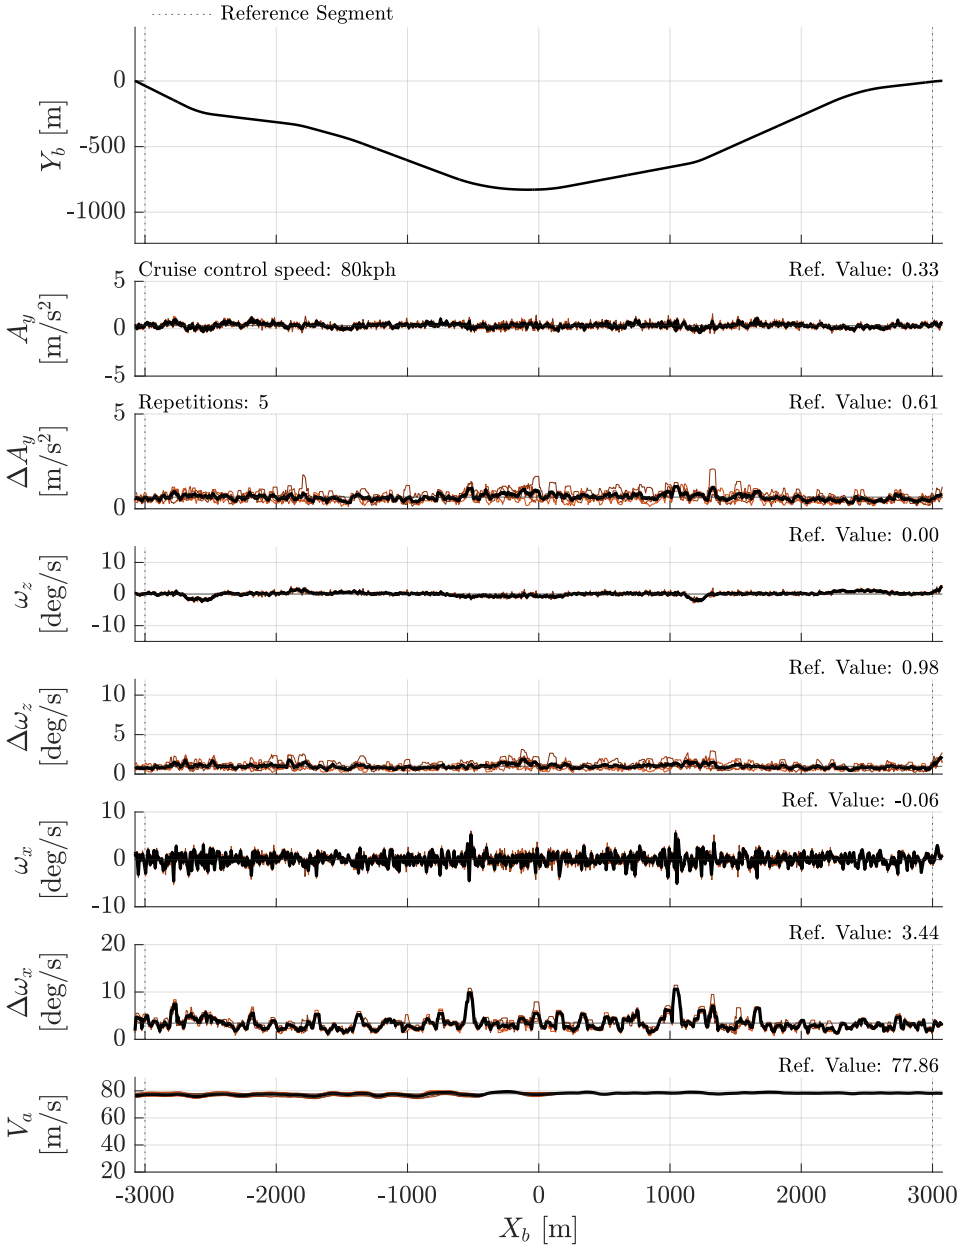 Reference Segment
0
-500
-1000
Y_b [m]
Cruise control speed: 80kph
Ref. Value: 0.33
5
0
-5
A_y
[m/s²]
Repetitions: 5
Ref. Value: 0.61
5
0
ΔA_y
[m/s²]
Ref. Value: 0.00
10
0
-10
ω_z
[deg/s]
Ref. Value: 0.98
10
5
0
Δω_z
[deg/s]
Ref. Value: -0.06
10
0
-10
ω_x
[deg/s]
Ref. Value: 3.44
20
10
0
Δω_x
[deg/s]
Ref. Value: 77.86
80
60
40
20
V_a
[m/s]
-3000 -2000 -1000 0 1000 2000 3000
X_b [m]